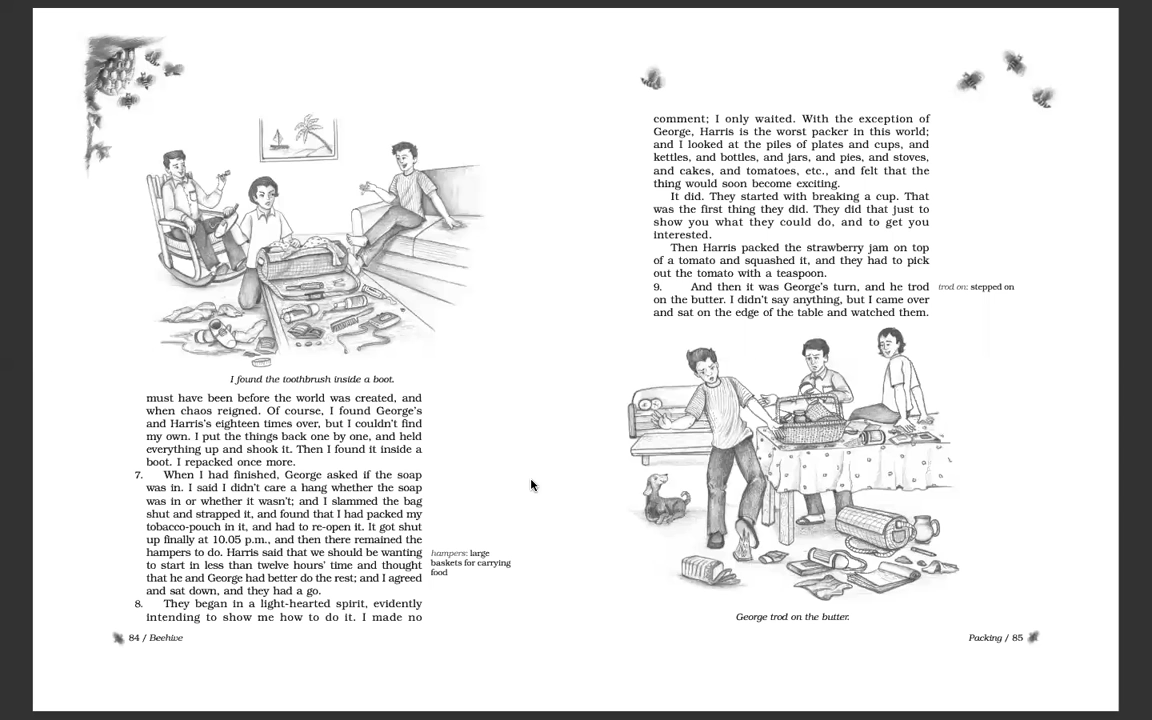 I found the toothbrush inside a boot.
must have been before the world was created, and
when chaos reigned. Of course, I found George's
and Harris's eighteen times over, but I couldn't find
my own. I put the things back one by one, and held
everything up and shook it. Then I found it inside a
boot. I repacked once more.
7. When I had finished, George asked if the soap
was in. I said I didn't care a hang whether the soap
was in or whether it wasn't; and I slammed the bag
shut and strapped it, and found that I had packed my
tobacco-pouch in it, and had to re-open it. It got shut
up finally at 10.05 p.m., and then there remained the
hampers to do. Harris said that we should be wanting
to start in less than twelve hours' time and thought
that he and George had better do the rest; and I agreed
and sat down, and they had a go.
hampers: large
baskets for carrying
food
8. They began in a light-hearted spirit, evidently
intending to show me how to do it. I made no
84 / Beehive
comment; I only waited. With the exception of
George, Harris is the worst packer in this world;
and I looked at the piles of plates and cups, and
kettles, and bottles, and jars, and pies, and stoves,
and cakes, and tomatoes, etc., and felt that the
thing would soon become exciting.
It did. They started with breaking a cup. That
was the first thing they did. They did that just to
show you what they could do, and to get you
interested.
Then Harris packed the strawberry jam on top
of a tomato and squashed it, and they had to pick
out the tomato with a teaspoon.
9. And then it was George's turn, and he trod
on the butter. I didn't say anything, but I came over
and sat on the edge of the table and watched them.
trod on: stepped on
George trod on the butter.
Packing / 85